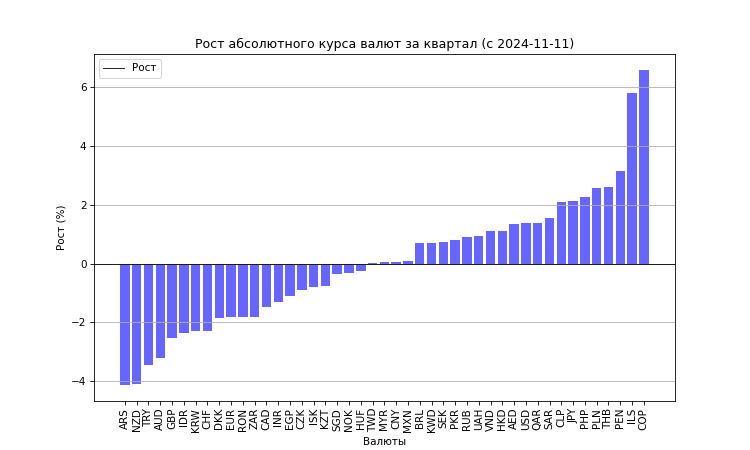 Рост абсолютного курса валют за квартал (с 2024-11-11)
Рост
Рост (%)
6
4
2
0
−2
−4
ARS NZD TRY AUD GBP IDR KRW CHF DKK EUR RON ZAR CAD INR EGP CZK ISK KZT SGD NOK HUF TWD MYR CNY MXN BRL KWD SEK PKR RUB UAH VND HKD AED USD QAR SAR CLP JPY PHP PLN THB PEN ILS COP
Валюты